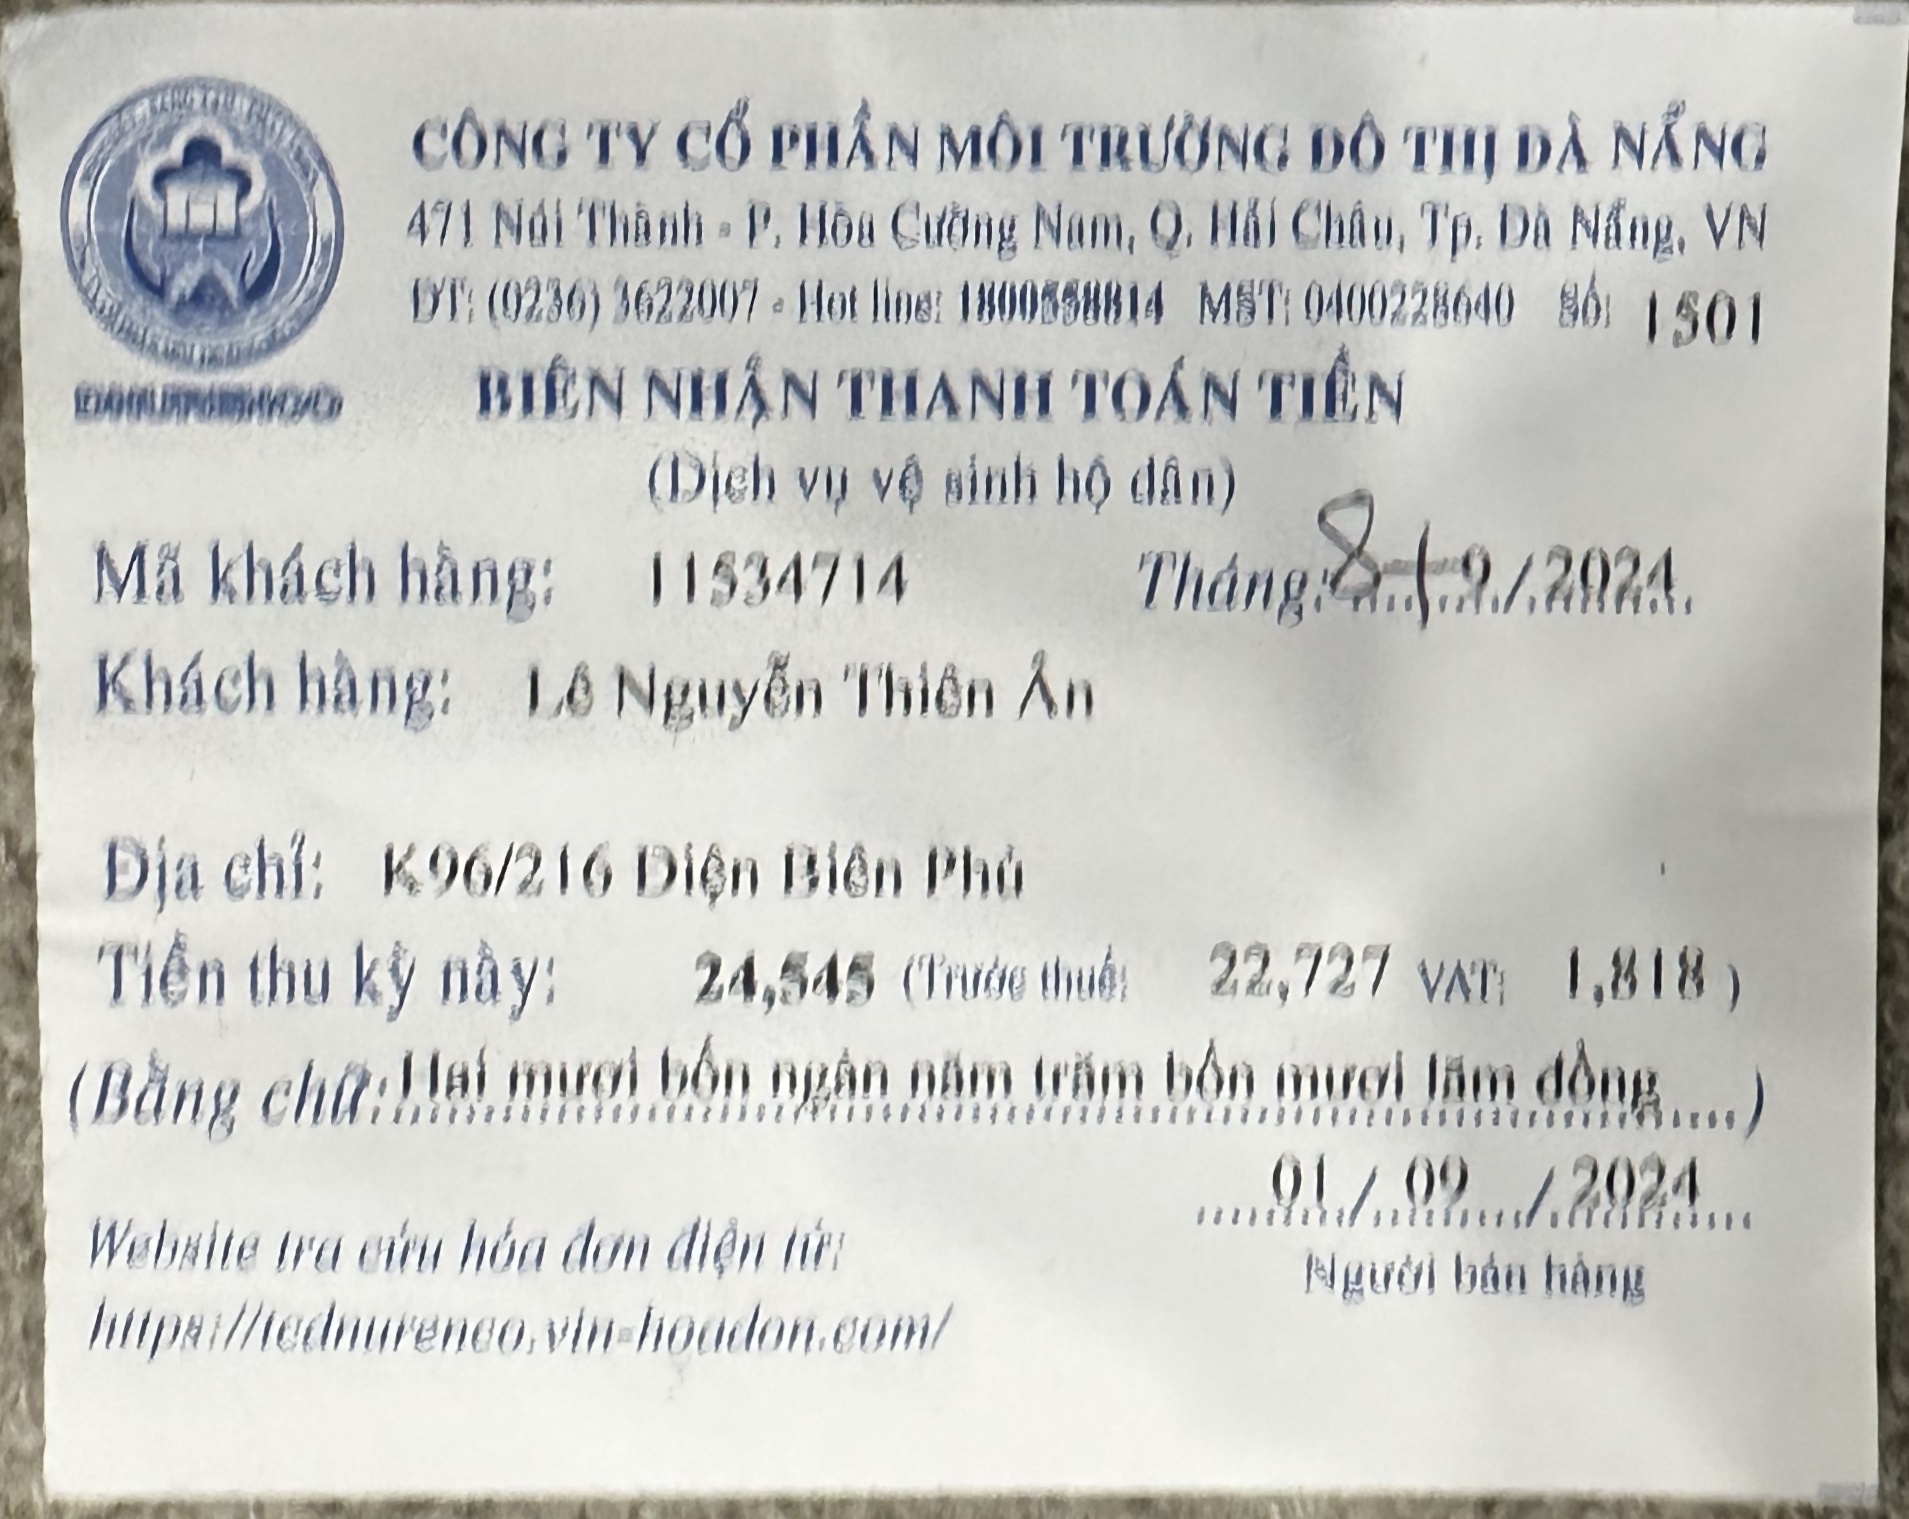 CÔNG TY CỔ PHẦN MÔI TRƯỜNG ĐÔ THỊ ĐÀ NẴNG
471 Núi Thành - P. Hòa Cường Nam, Q. Hải Châu, Tp. Đà Nẵng, VN
ĐT: (0236) 3622007 - Hot line: 1800558814 MST: 0400228640 Số: 1501
BIÊN NHẬN THANH TOÁN TIỀN
(Dịch vụ vệ sinh hộ dân)
Mã khách hàng: 11534714 Tháng: 8+9/2024
Khách hàng: Lê Nguyễn Thiên Ân
Địa chỉ: K96/216 Điện Biên Phủ
Tiền thu kỳ này: 24,545 (Trước thuế: 22,727 VAT: 1,818 )
(Bằng chữ: Hai mươi bốn ngàn năm trăm bốn mươi lăm đồng )
01 / 09 / 2024
Website tra cứu hóa đơn điện tử:
Người bán hàng
https://tcdnurenco.vin-hoadon.com/